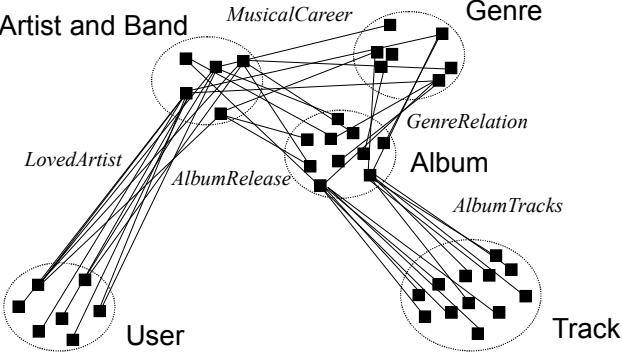 Genre
MusicalCareer
Artist and Band
GenreRelation
LovedArtist
AlbumRelease
Album
AlbumTracks
User
Track